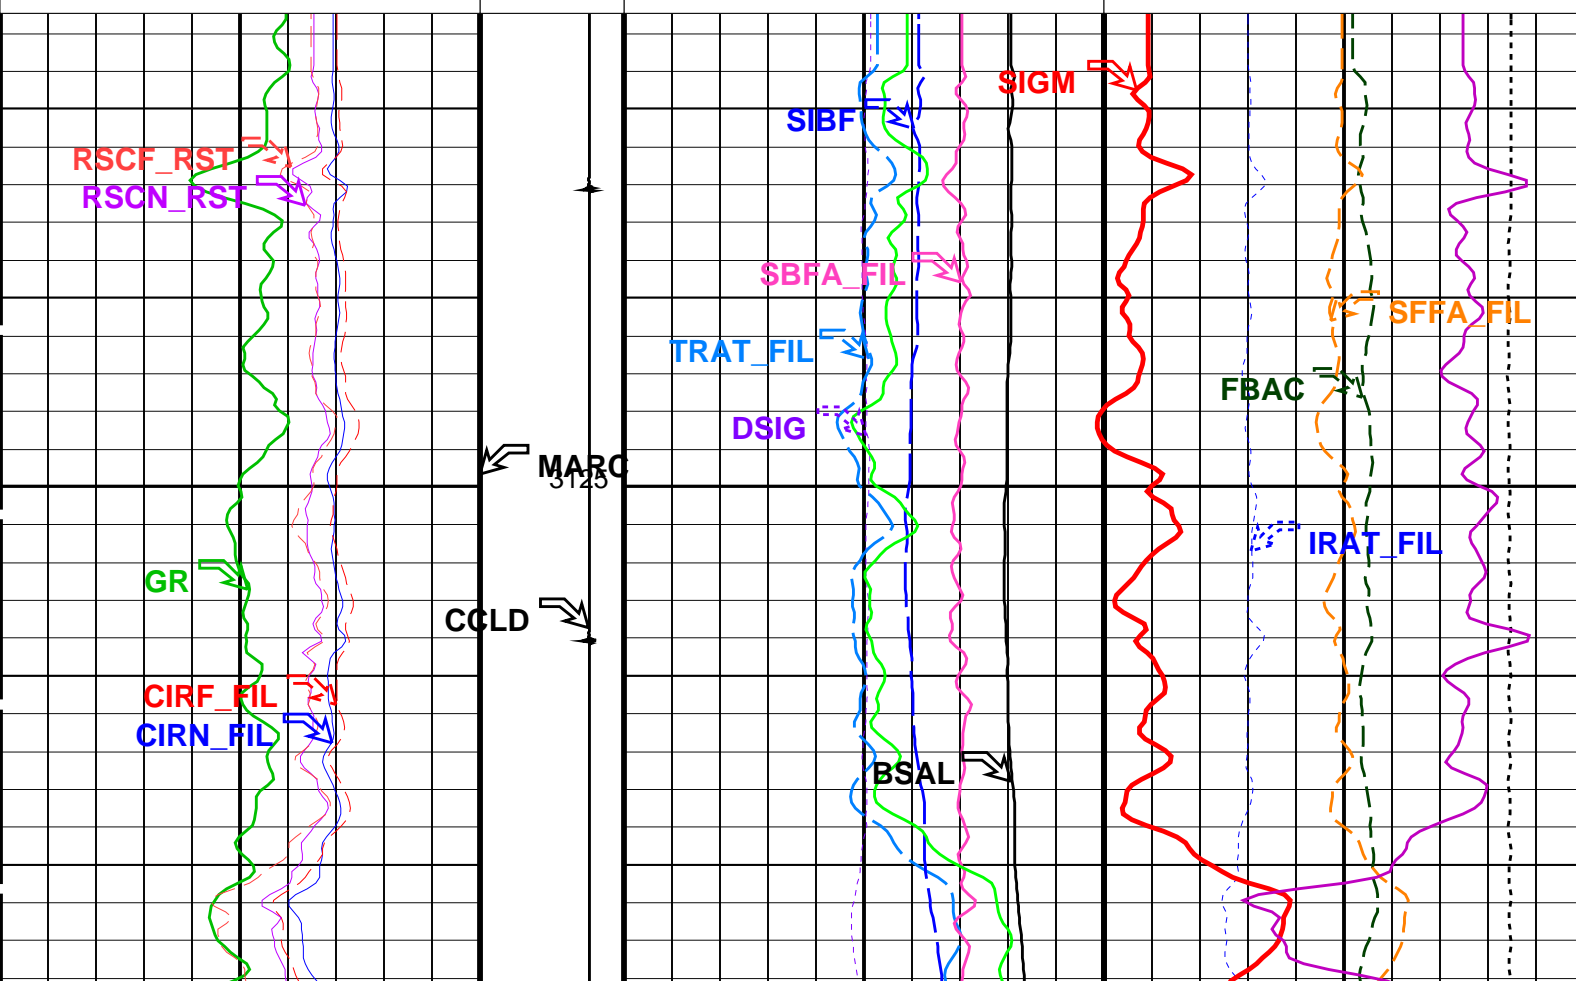 SIGM
SIBF
RSCF_RST
RSCN_RST
SBFA_FIL
SFFA_FIL
TRAT_FIL
FBAC
DSIG
MARC
3125
IRAT_FIL
GR
CCLD
CIRF_FIL
CIRN_FIL
BSAL